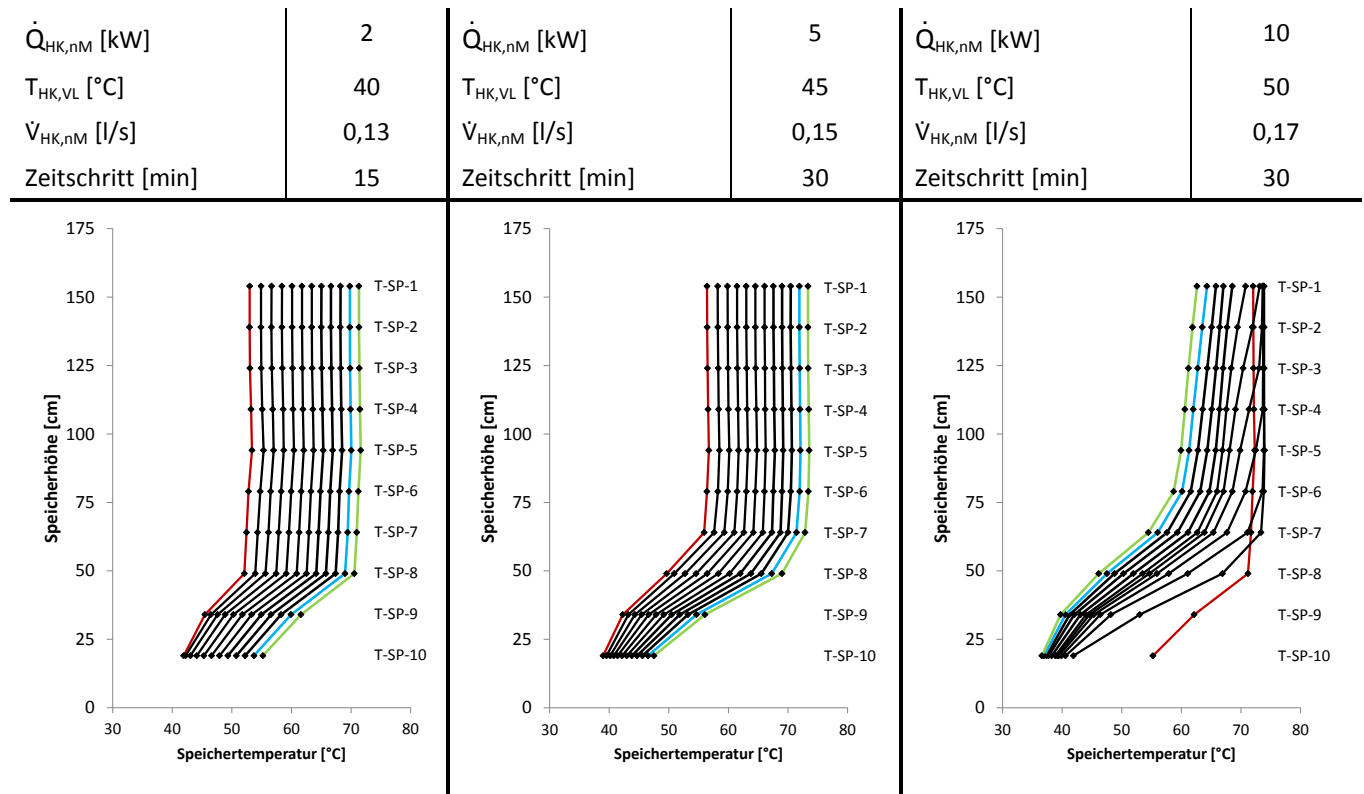 Q̇HK,nM [kW] 2 Q̇HK,nM [kW] 5 Q̇HK,nM [kW] 10
THK,VL [°C] 40 THK,VL [°C] 45 THK,VL [°C] 50
V̇HK,nM [l/s] 0,13 V̇HK,nM [l/s] 0,15 V̇HK,nM [l/s] 0,17
Zeitschritt [min] 15 Zeitschritt [min] 30 Zeitschritt [min] 30
Speicherhöhe [cm]
175
150
125
100
75
50
25
0
T-SP-1
T-SP-2
T-SP-3
T-SP-4
T-SP-5
T-SP-6
T-SP-7
T-SP-8
T-SP-9
T-SP-10
30 40 50 60 70 80
Speichertemperatur [°C]
Speicherhöhe [cm]
175
150
125
100
75
50
25
0
T-SP-1
T-SP-2
T-SP-3
T-SP-4
T-SP-5
T-SP-6
T-SP-7
T-SP-8
T-SP-9
T-SP-10
30 40 50 60 70 80
Speichertemperatur [°C]
Speicherhöhe [cm]
175
150
125
100
75
50
25
0
T-SP-1
T-SP-2
T-SP-3
T-SP-4
T-SP-5
T-SP-6
T-SP-7
T-SP-8
T-SP-9
T-SP-10
30 40 50 60 70 80
Speichertemperatur [°C]